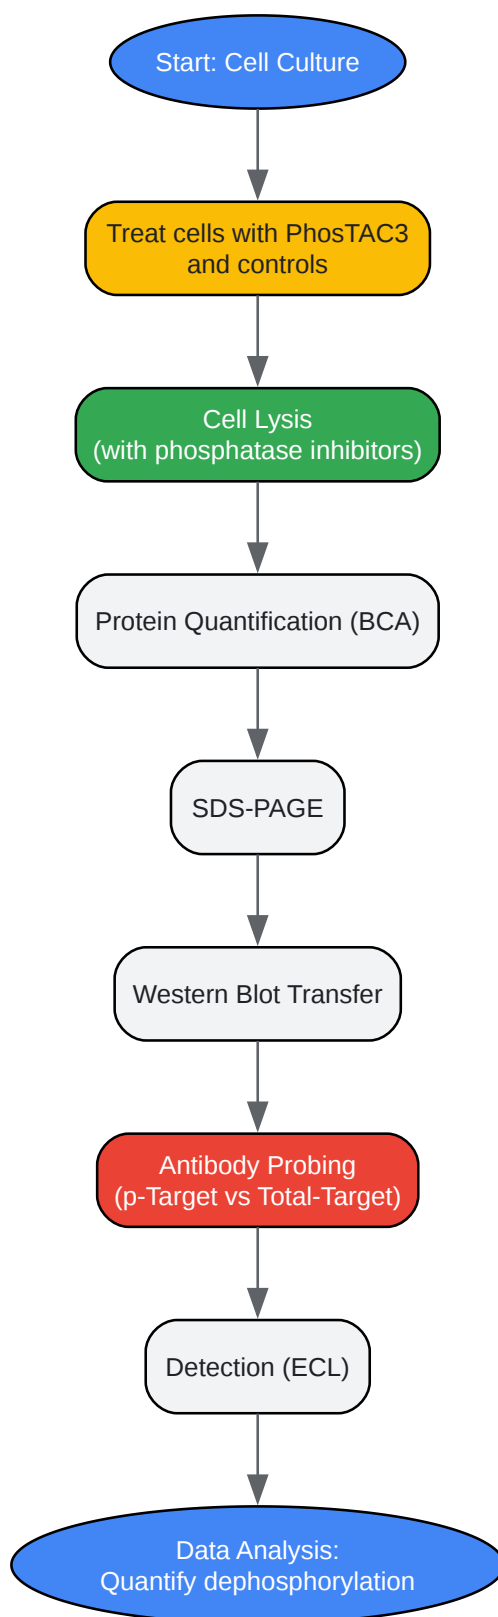 Start: Cell Culture
Treat cells with PhosTAC3
and controls
Cell Lysis
(with phosphatase inhibitors)
Protein Quantification (BCA)
SDS-PAGE
Western Blot Transfer
Antibody Probing
(p-Target vs Total-Target)
Detection (ECL)
Data Analysis:
Quantify dephosphorylation